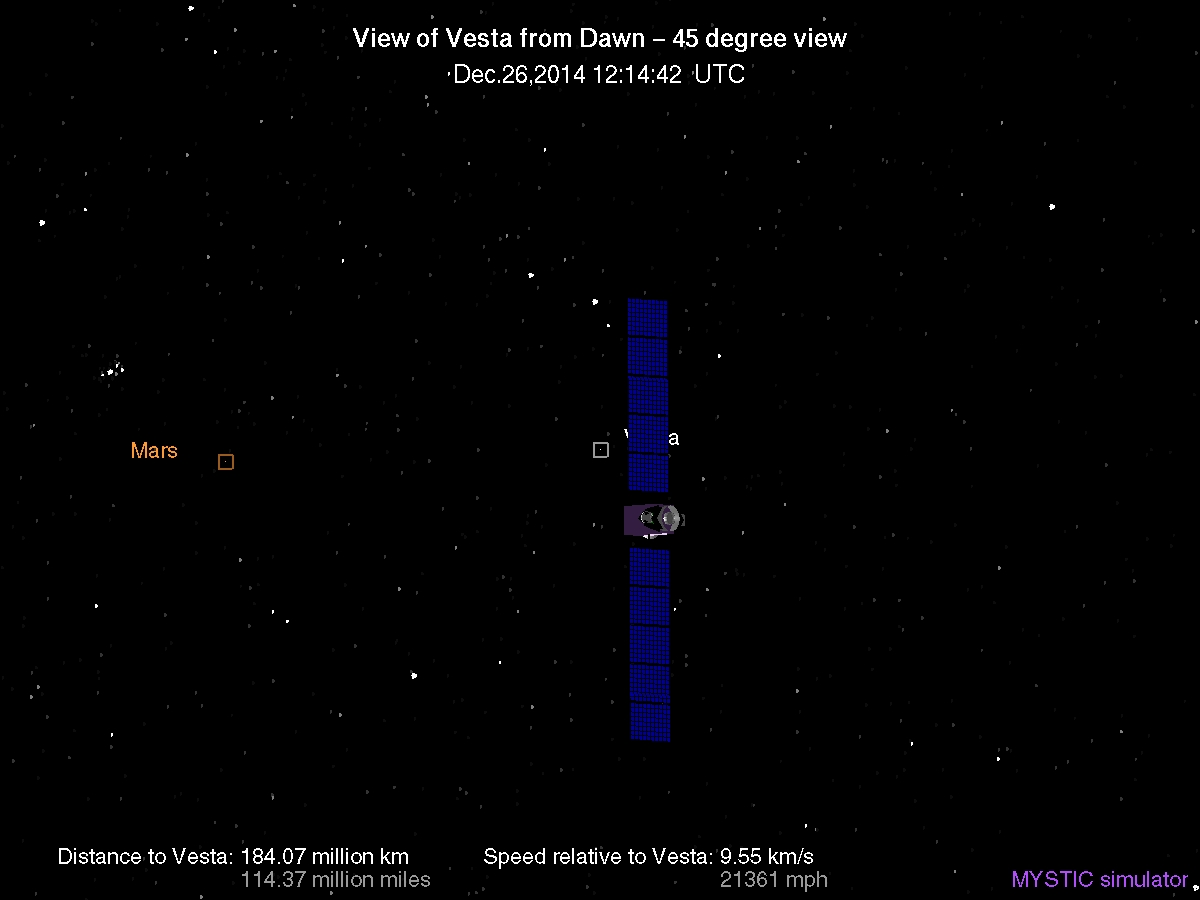 View of Vesta from Dawn – 45 degree view
Dec.26,2014 12:14:42 UTC
Mars
Distance to Vesta: 184.07 million km
114.37 million miles
Speed relative to Vesta: 9.55 km/s
21361 mph
MYSTIC simulator